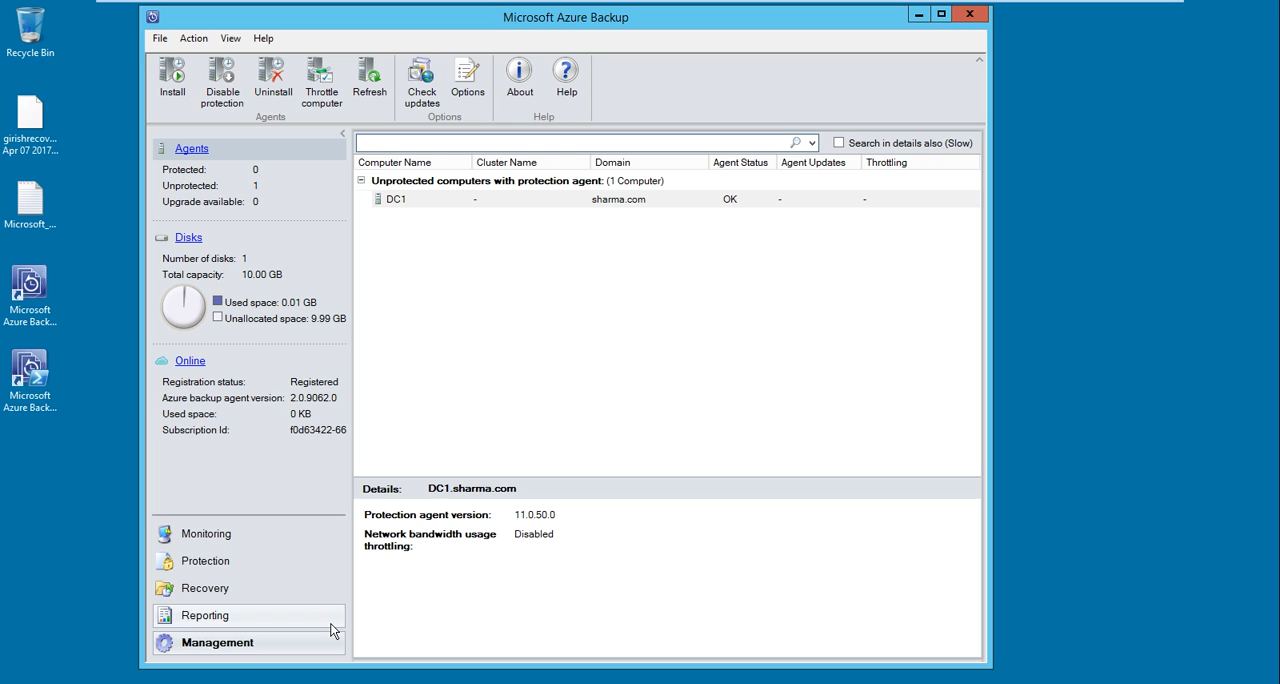 Recycle Bin
girishrecov...
Apr 07 2017...
Microsoft_...
Microsoft
Azure Back...
Microsoft
Azure Back...
Microsoft Azure Backup
File Action View Help
Install
Disable
protection
Uninstall
Throttle
computer
Refresh
Check
updates
Options
About
Help
Agents
Options
Help
Agents
Protected: 0
Unprotected: 1
Upgrade available: 0
Disks
Number of disks: 1
Total capacity: 10.00 GB
Used space: 0.01 GB
Unallocated space: 9.99 GB
Online
Registration status: Registered
Azure backup agent version: 2.0.9062.0
Used space: 0 KB
Subscription Id: f0d63422-66
Monitoring
Protection
Recovery
Reporting
Management
Search in details also (Slow)
Computer Name Cluster Name Domain Agent Status Agent Updates Throttling
Unprotected computers with protection agent: (1 Computer)
DC1 - sharma.com OK - -
Details: DC1.sharma.com
Protection agent version: 11.0.50.0
Network bandwidth usage Disabled
throttling: